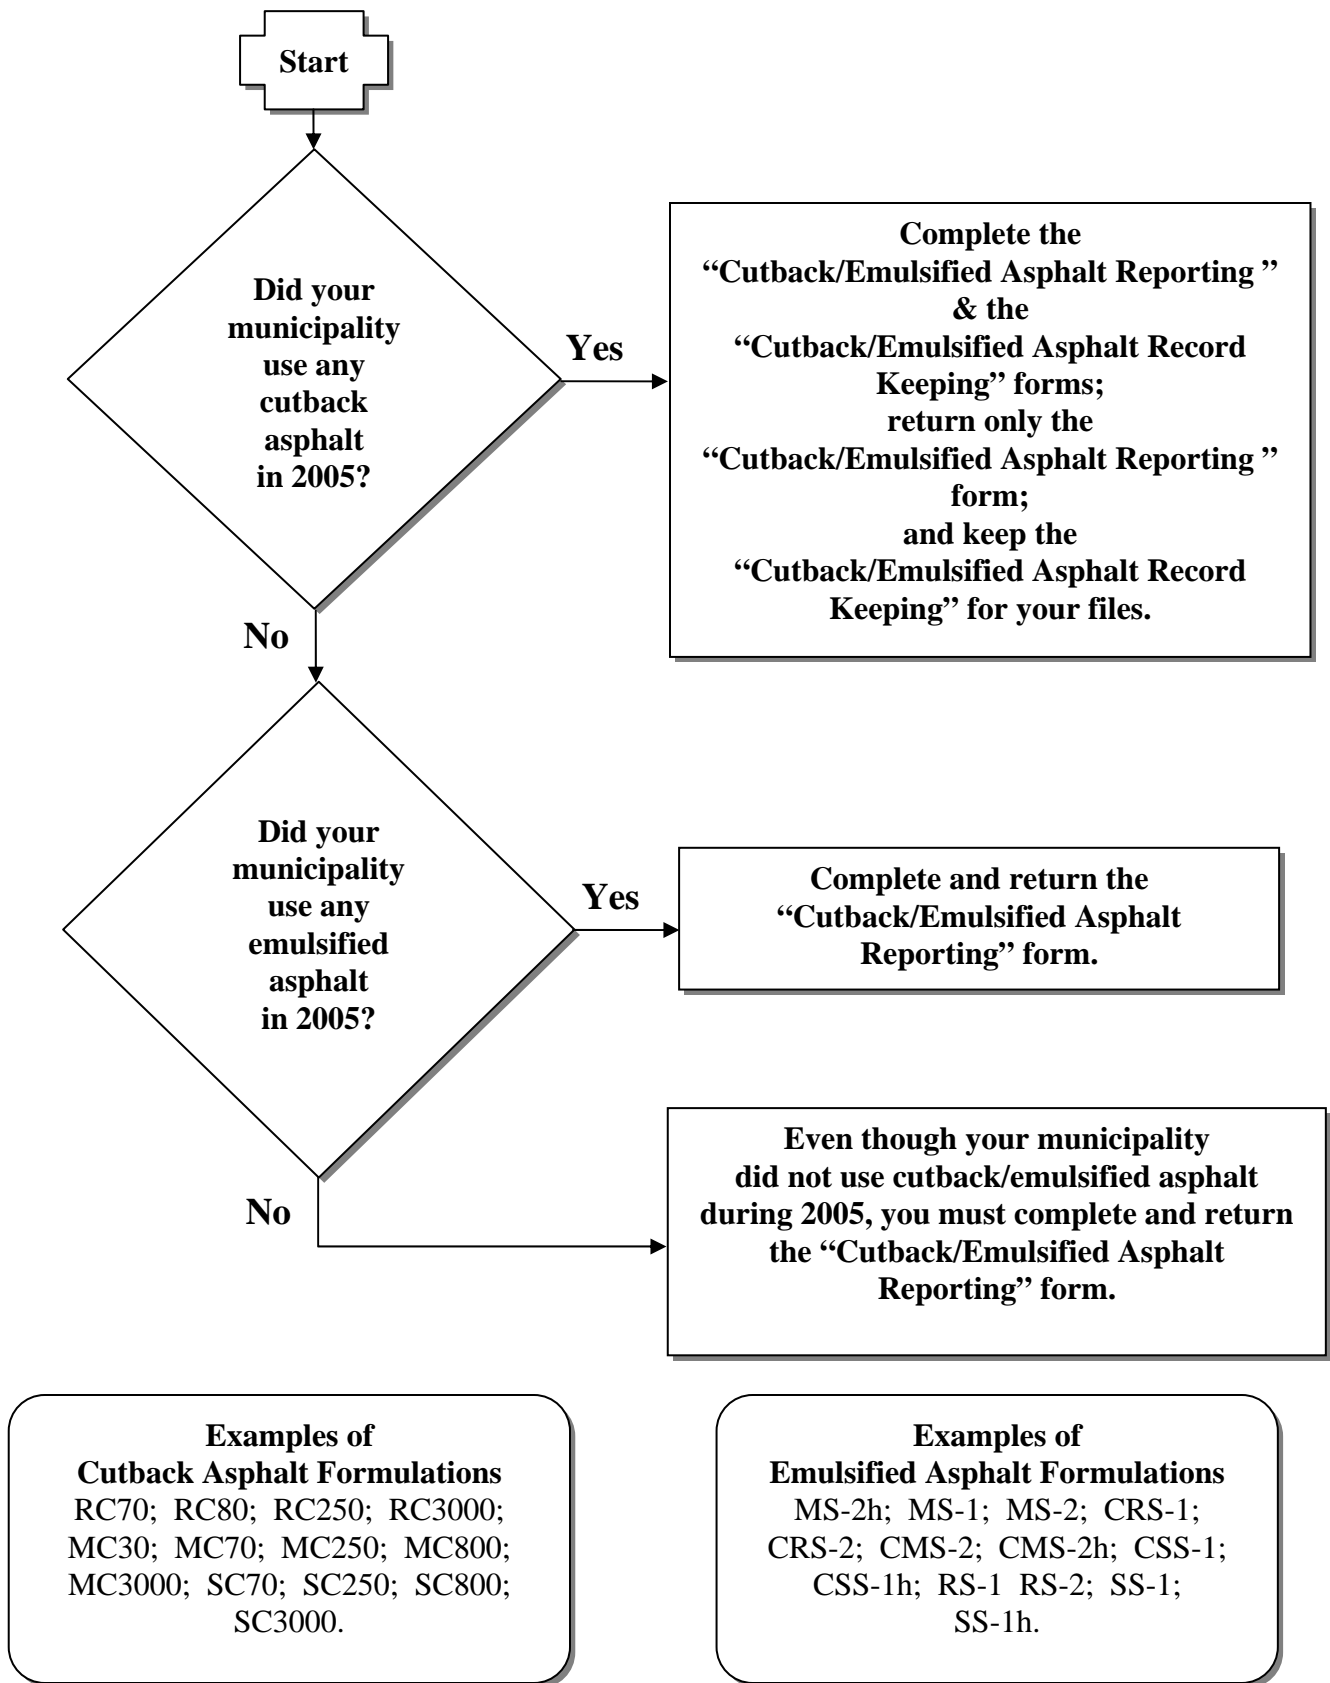 Start
Did your
municipality
use any
cutback
asphalt
in 2005?
Yes
Complete the
“Cutback/Emulsified Asphalt Reporting ”
& the
“Cutback/Emulsified Asphalt Record
Keeping” forms;
return only the
“Cutback/Emulsified Asphalt Reporting ”
form;
and keep the
“Cutback/Emulsified Asphalt Record
Keeping” for your files.
No
Did your
municipality
use any
emulsified
asphalt
in 2005?
Yes
Complete and return the
“Cutback/Emulsified Asphalt
Reporting” form.
No
Even though your municipality
did not use cutback/emulsified asphalt
during 2005, you must complete and return
the “Cutback/Emulsified Asphalt
Reporting” form.
Examples of
Cutback Asphalt Formulations
RC70; RC80; RC250; RC3000;
MC30; MC70; MC250; MC800;
MC3000; SC70; SC250; SC800;
SC3000.
Examples of
Emulsified Asphalt Formulations
MS-2h; MS-1; MS-2; CRS-1;
CRS-2; CMS-2; CMS-2h; CSS-1;
CSS-1h; RS-1 RS-2; SS-1;
SS-1h.